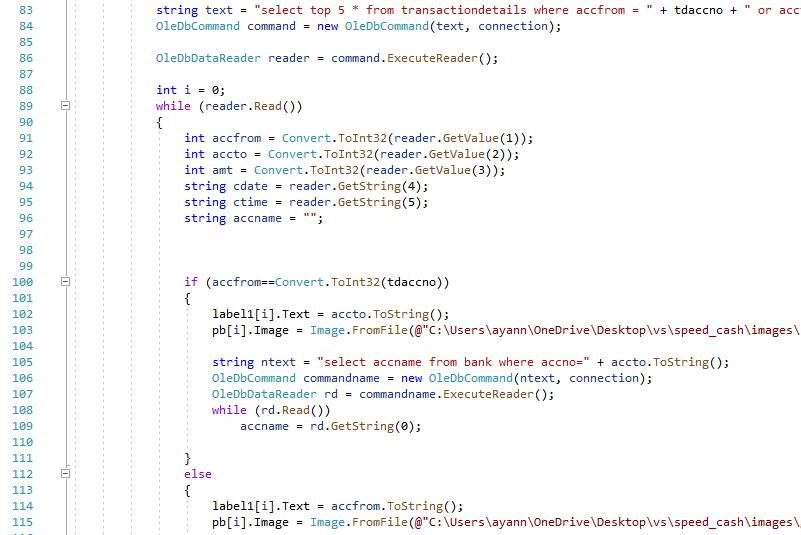 83 string text = "select top 5 * from transactiondetails where accfrom = " + tdaccno + " or acc
84 OleDbCommand command = new OleDbCommand(text, connection);
85
86 OleDbDataReader reader = command.ExecuteReader();
87
88 int i = 0;
89 while (reader.Read())
90 {
91 int accfrom = Convert.ToInt32(reader.GetValue(1));
92 int accto = Convert.ToInt32(reader.GetValue(2));
93 int amt = Convert.ToInt32(reader.GetValue(3));
94 string cdate = reader.GetString(4);
95 string ctime = reader.GetString(5);
96 string accname = "";
97
98
99
100 if (accfrom==Convert.ToInt32(tdaccno))
101 {
102 label1[i].Text = accto.ToString();
103 pb[i].Image = Image.FromFile(@"C:\Users\ayann\OneDrive\Desktop\vs\speed_cash\images\
104
105 string ntext = "select accname from bank where accno=" + accto.ToString();
106 OleDbCommand commandname = new OleDbCommand(ntext, connection);
107 OleDbDataReader rd = commandname.ExecuteReader();
108 while (rd.Read())
109 accname = rd.GetString(0);
110
111 }
112 else
113 {
114 label1[i].Text = accfrom.ToString();
115 pb[i].Image = Image.FromFile(@"C:\Users\ayann\OneDrive\Desktop\vs\speed_cash\images\